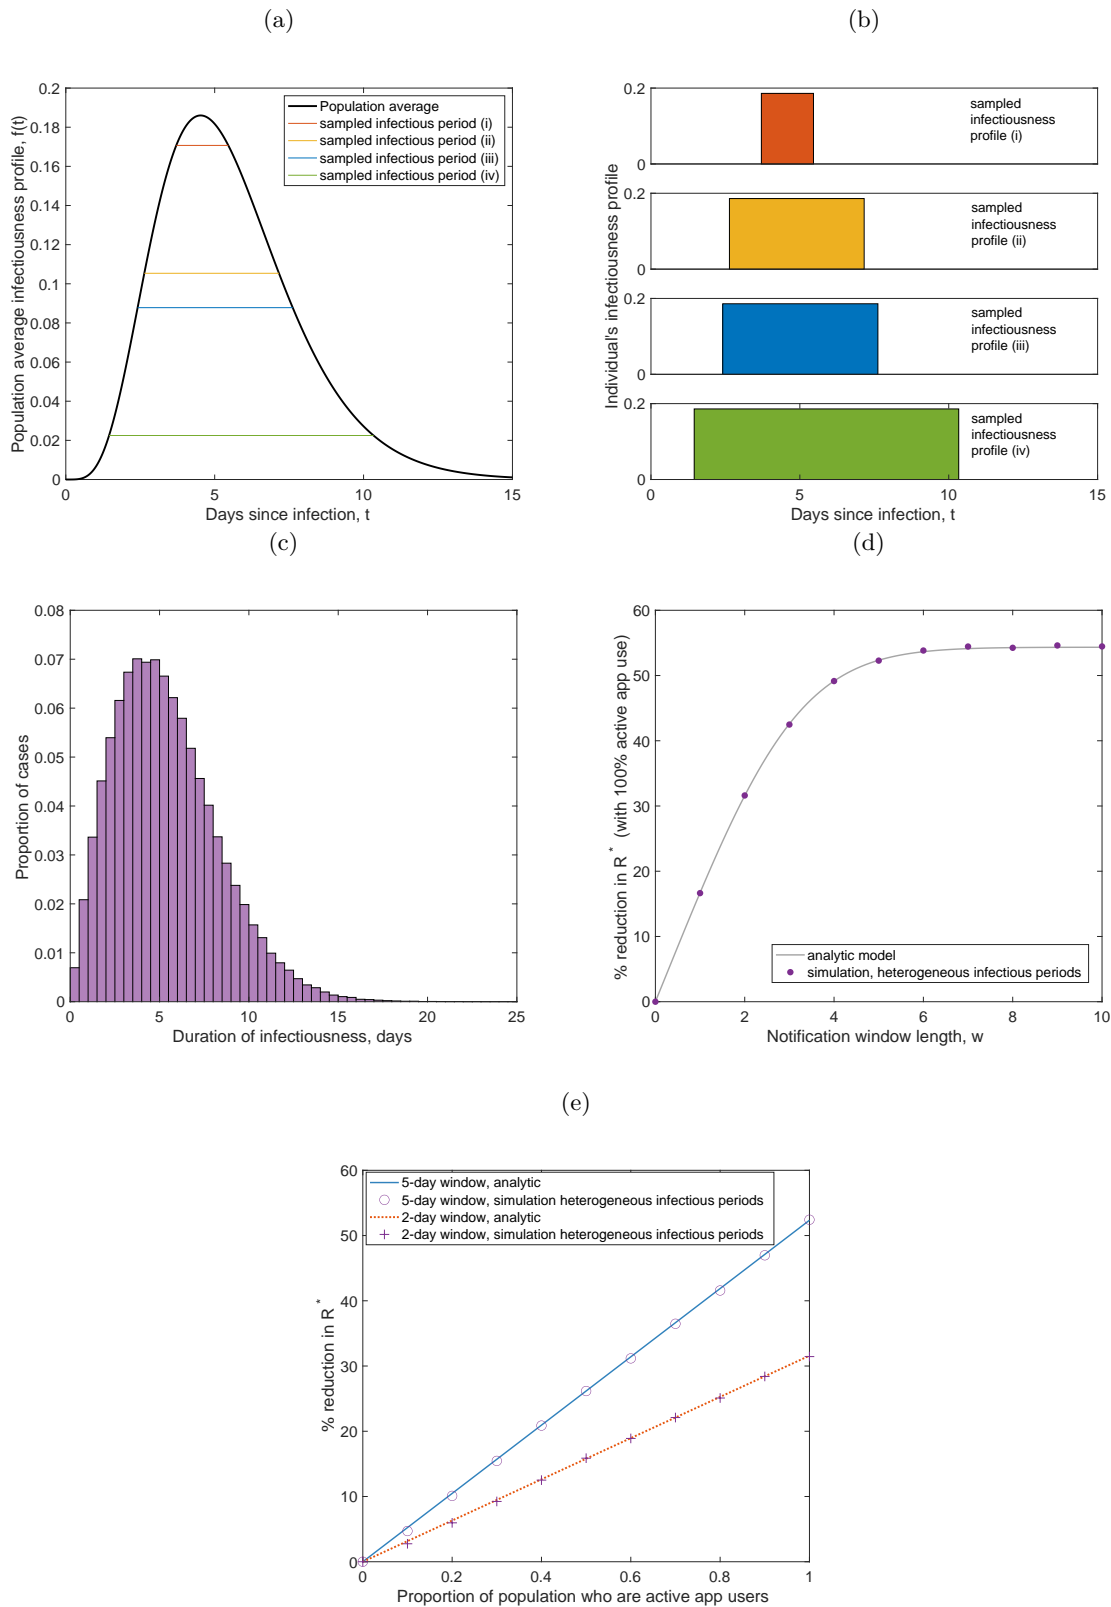 (a)
0.2
0.18
0.16
0.14
0.12
0.1
0.08
0.06
0.04
0.02
0
Population average infectiousness profile, f(t)
Population average
sampled infectious period (i)
sampled infectious period (ii)
sampled infectious period (iii)
sampled infectious period (iv)
0 5 10 15
Days since infection, t
(b)
Individual's infectiousness profile
0.2
0
sampled
infectiousness
profile (i)
0.2
0
sampled
infectiousness
profile (ii)
0.2
0
sampled
infectiousness
profile (iii)
0.2
0
sampled
infectiousness
profile (iv)
0 5 10 15
Days since infection, t
(c)
0.08
0.07
0.06
0.05
0.04
0.03
0.02
0.01
0
Proportion of cases
0 5 10 15 20 25
Duration of infectiousness, days
(d)
60
50
40
30
20
10
0
% reduction in R* (with 100% active app use)
analytic model
simulation, heterogeneous infectious periods
0 2 4 6 8 10
Notification window length, w
(e)
60
50
40
30
20
10
0
% reduction in R*
5-day window, analytic
5-day window, simulation heterogeneous infectious periods
2-day window, analytic
2-day window, simulation heterogeneous infectious periods
0 0.2 0.4 0.6 0.8 1
Proportion of population who are active app users